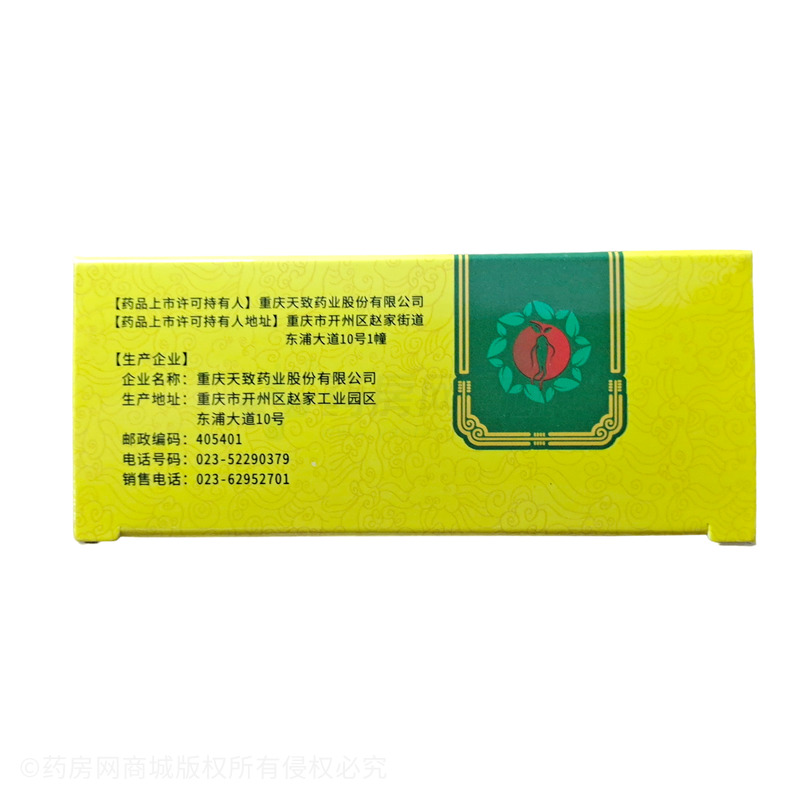 【药品上市许可持有人】重庆天致药业股份有限公司
【药品上市许可持有人地址】重庆市开州区赵家街道
东浦大道10号1幢
【生产企业】
企业名称：重庆天致药业股份有限公司
生产地址：重庆市开州区赵家工业园区
东浦大道10号
邮政编码：405401
电话号码：023-52290379
销售电话：023-62952701
©药房网商城版权所有侵权必究